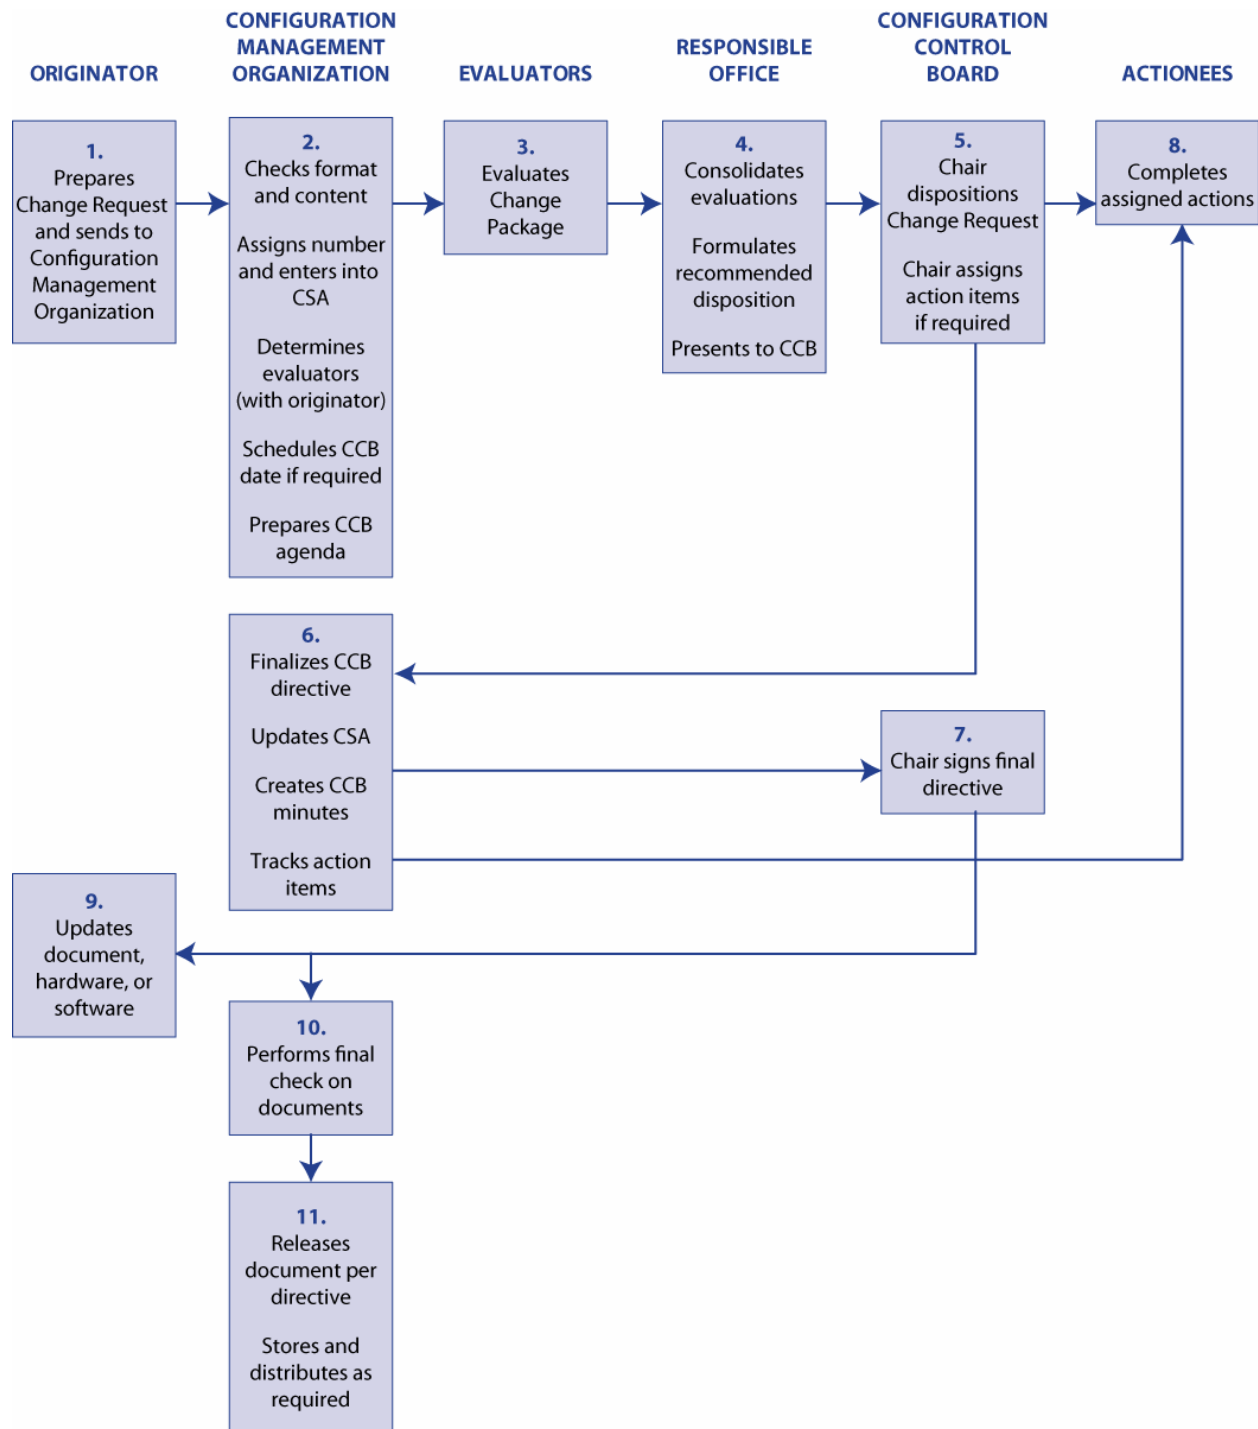 ORIGINATOR
CONFIGURATION
MANAGEMENT
ORGANIZATION
EVALUATORS
RESPONSIBLE
OFFICE
CONFIGURATION
CONTROL
BOARD
ACTIONEES
1.
Prepares
Change Request
and sends to
Configuration
Management
Organization
2.
Checks format
and content
Assigns number
and enters into
CSA
Determines
evaluators
(with originator)
Schedules CCB
date if required
Prepares CCB
agenda
3.
Evaluates
Change
Package
4.
Consolidates
evaluations
Formulates
recommended
disposition
Presents to CCB
5.
Chair
dispositions
Change Request
Chair assigns
action items
if required
8.
Completes
assigned actions
6.
Finalizes CCB
directive
Updates CSA
Creates CCB
minutes
Tracks action
items
7.
Chair signs final
directive
9.
Updates
document,
hardware, or
software
10.
Performs final
check on
documents
11.
Releases
document per
directive
Stores and
distributes as
required